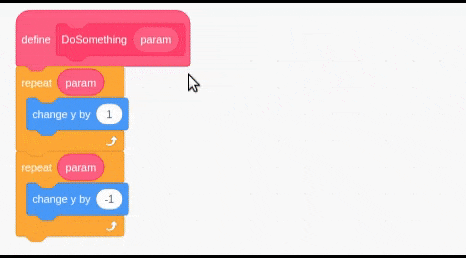 define DoSomething param
repeat param
change y by 1
repeat param
change y by -1